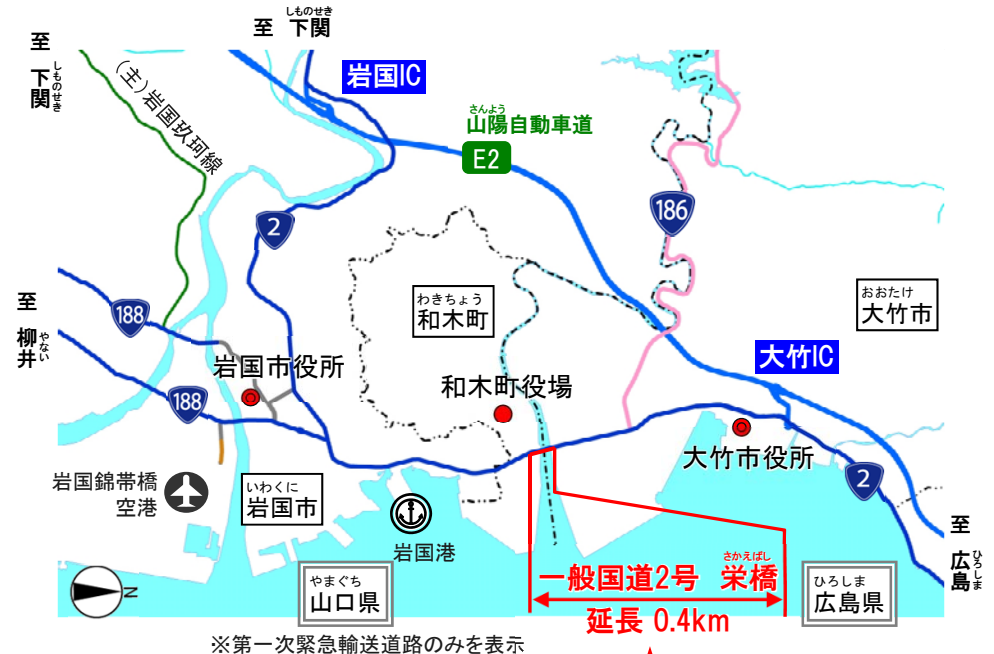 至 下関
しものせき
至 下関
しものせき
(主)岩国玖珂線
岩国IC
さんよう
山陽自動車道
E2
2
186
188
188
至 柳井
やない
わきちょう
和木町
おおたけ
大竹市
大竹IC
岩国市役所
和木町役場
大竹市役所
2
岩国錦帯橋
空港
いわくに
岩国市
岩国港
至 広島
ひろしま
さかえばし
一般国道2号 栄橋
延長 0.4km
やまぐち
山口県
ひろしま
広島県
N
※第一次緊急輸送道路のみを表示